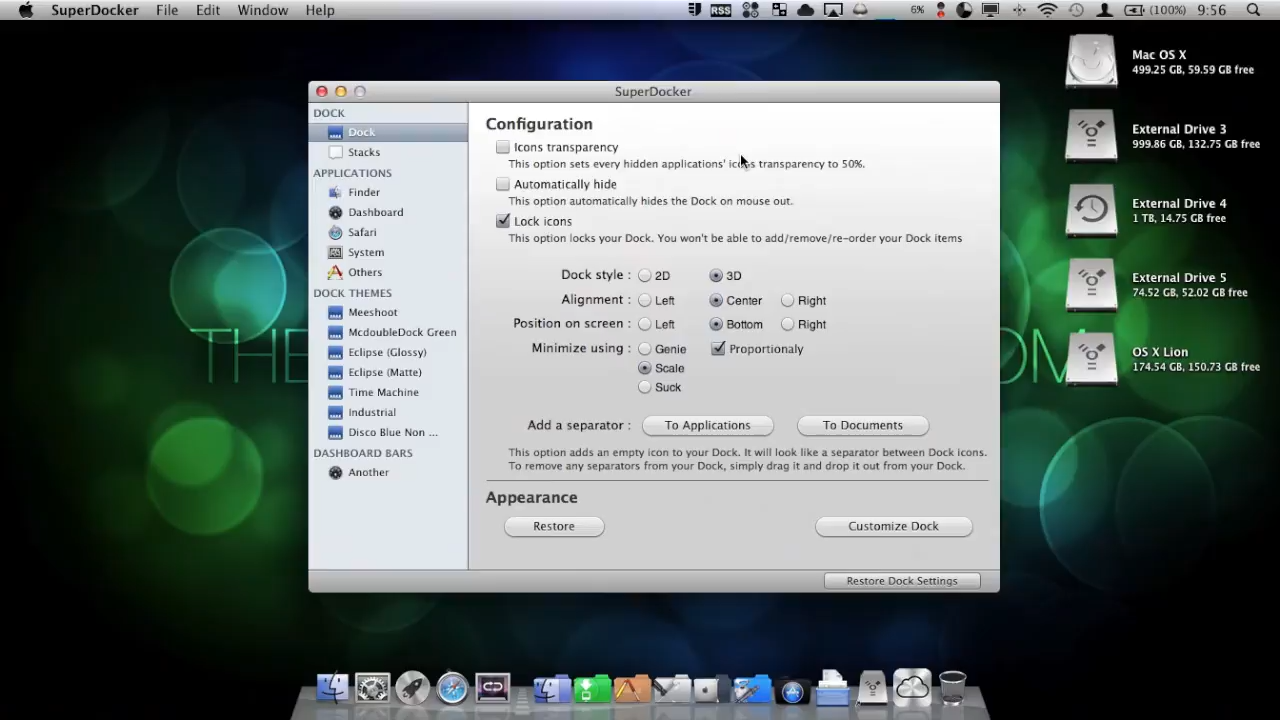 SuperDocker File Edit Window Help RSS 6% (100%) 9:56
Mac OS X
499.25 GB, 59.59 GB free
External Drive 3
999.86 GB, 132.75 GB free
External Drive 4
1 TB, 14.75 GB free
External Drive 5
74.52 GB, 52.02 GB free
OS X Lion
174.54 GB, 150.73 GB free
SuperDocker
DOCK
Dock
Stacks
APPLICATIONS
Finder
Dashboard
Safari
System
Others
DOCK THEMES
Meeshoot
McdoubleDock Green
Eclipse (Glossy)
Eclipse (Matte)
Time Machine
Industrial
Disco Blue Non ...
DASHBOARD BARS
Another
Configuration
Icons transparency
This option sets every hidden applications' icons transparency to 50%.
Automatically hide
This option automatically hides the Dock on mouse out.
Lock icons
This option locks your Dock. You won't be able to add/remove/re-order your Dock items
Dock style : 2D 3D
Alignment : Left Center Right
Position on screen : Left Bottom Right
Minimize using : Genie Proportionaly
Scale
Suck
Add a separator : To Applications To Documents
This option adds an empty icon to your Dock. It will look like a separator between Dock icons.
To remove any separators from your Dock, simply drag it and drop it out from your Dock.
Appearance
Restore Customize Dock
Restore Dock Settings